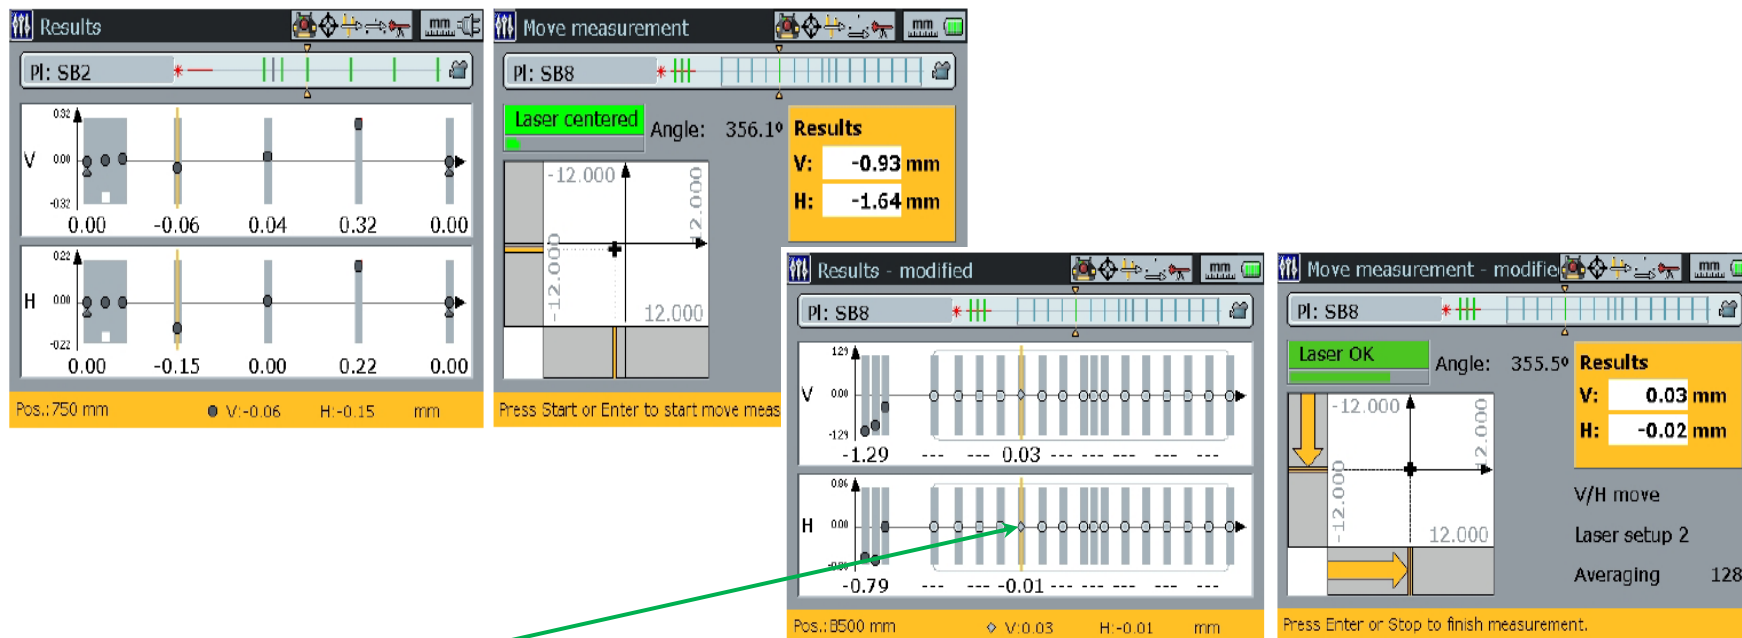 Results
mm
Pl: SB2
0.32
V
0.00
-0.32
0.00 -0.06 0.04 0.32 0.00
0.22
H
0.00
-0.22
0.00 -0.15 0.00 0.22 0.00
Pos.:750 mm V:-0.06 H:-0.15 mm
Move measurement
mm
Pl: SB8
Laser centered
Angle: 356.1º
-12.000
12.000
-12.000
12.000
Results
V: -0.93 mm
H: -1.64 mm
Press Start or Enter to start move meas
Results - modified
mm
Pl: SB8
1.29
V
0.00
-1.29
-1.29 --- --- 0.03 --- --- --- ---
0.86
H
0.00
-0.79 --- --- -0.01 --- --- --- ---
Pos.:8500 mm V:0.03 H:-0.01 mm
Move measurement - modifie
mm
Pl: SB8
Laser OK
Angle: 355.5º
-12.000
12.000
-12.000
12.000
Results
V: 0.03 mm
H: -0.02 mm
V/H move
Laser setup 2
Averaging 128
Press Enter or Stop to finish measurement.